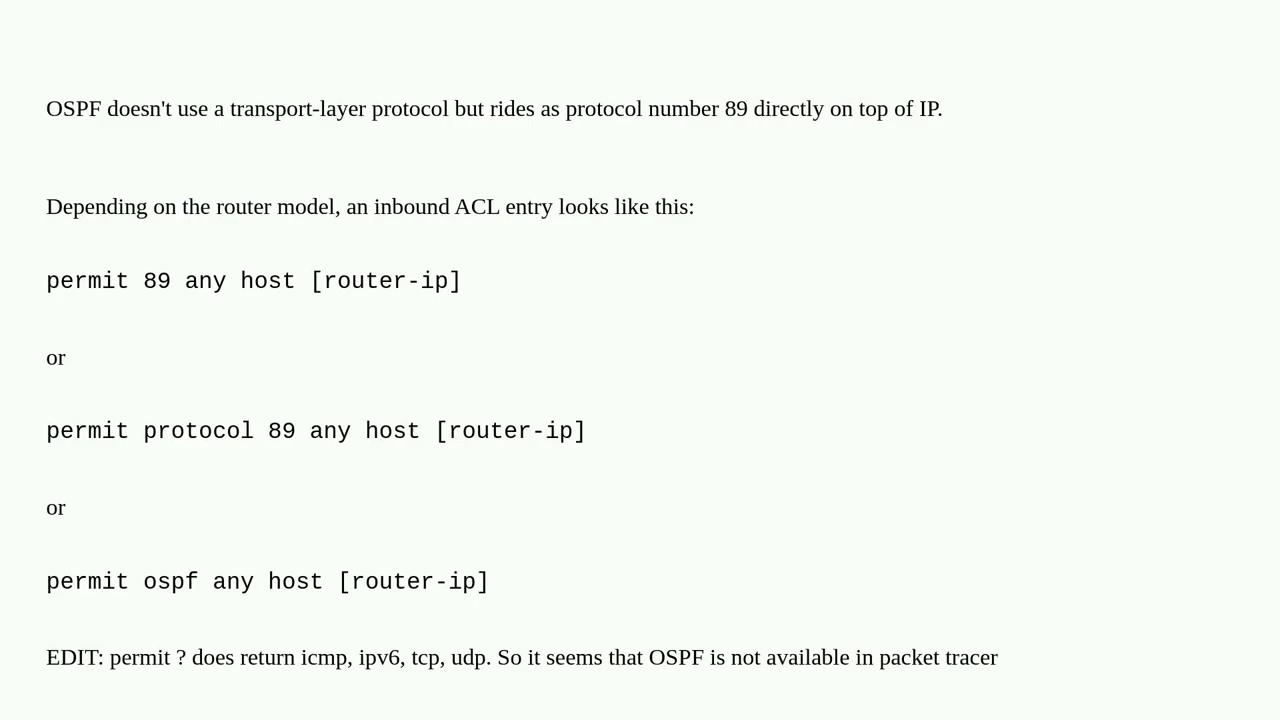 OSPF doesn't use a transport-layer protocol but rides as protocol number 89 directly on top of IP.
Depending on the router model, an inbound ACL entry looks like this:
permit 89 any host [router-ip]
or
permit protocol 89 any host [router-ip]
or
permit ospf any host [router-ip]
EDIT: permit ? does return icmp, ipv6, tcp, udp. So it seems that OSPF is not available in packet tracer